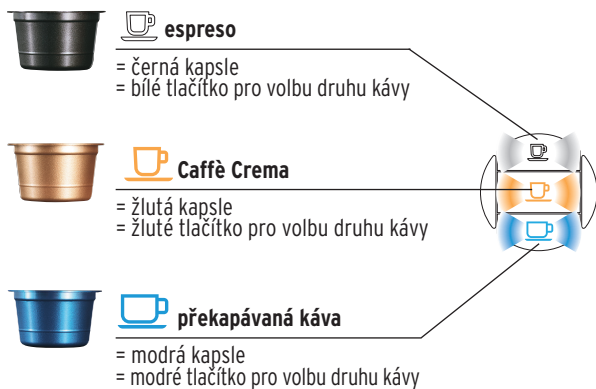 espreso
= černá kapsle
= bílé tlačítko pro volbu druhu kávy
Caffè Crema
= žlutá kapsle
= žluté tlačítko pro volbu druhu kávy
překapávaná káva
= modrá kapsle
= modré tlačítko pro volbu druhu kávy